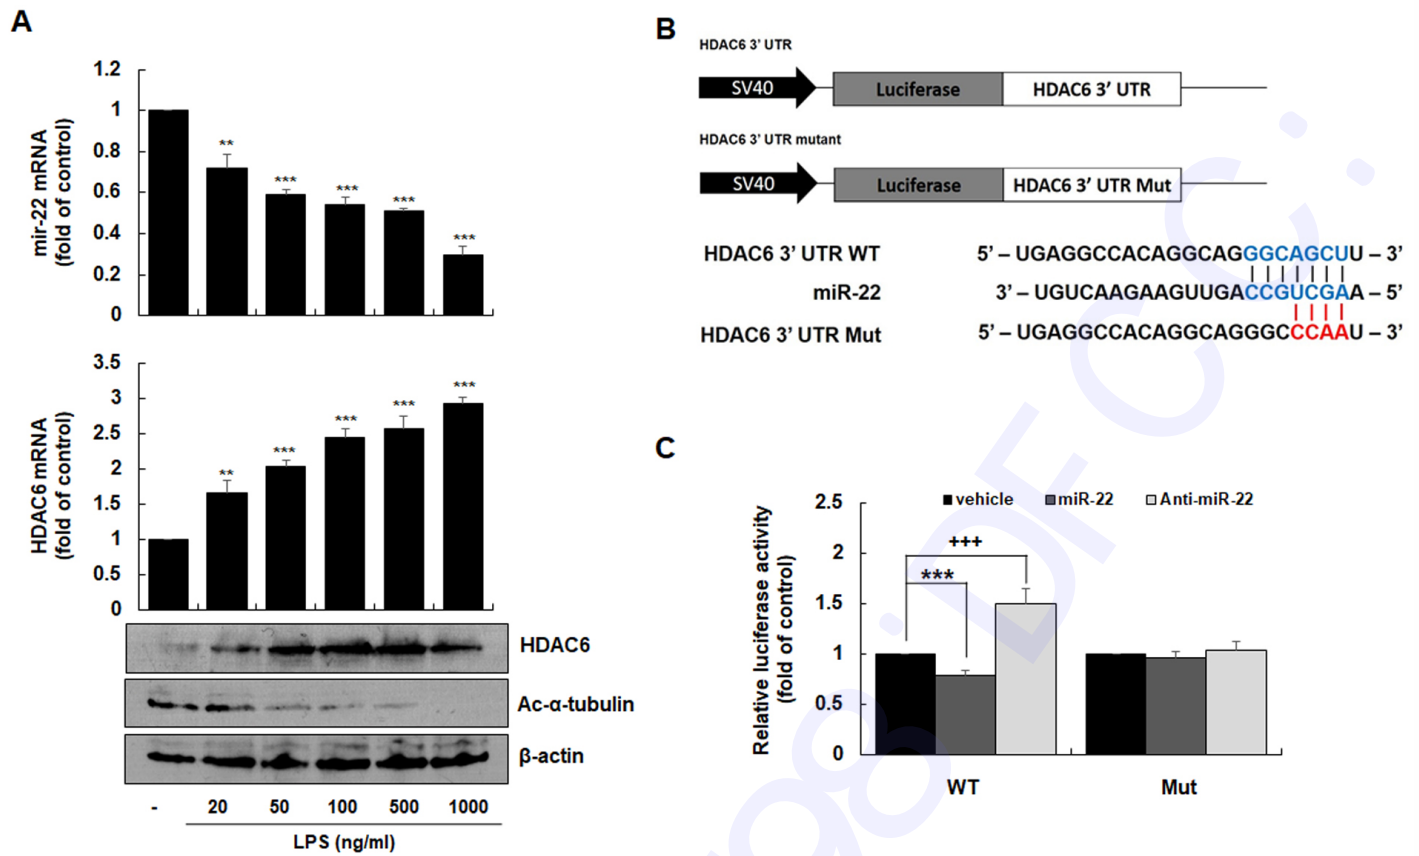 A
1.2
1
0.8
0.6
0.4
0.2
0
mir-22 mRNA
(fold of control)
**
***
***
***
***
3.5
3
2.5
2
1.5
1
0.5
0
HDAC6 mRNA
(fold of control)
**
***
***
***
***
HDAC6
Ac-α-tubulin
β-actin
- 20 50 100 500 1000
LPS (ng/ml)
B
HDAC6 3’ UTR
SV40 Luciferase HDAC6 3’ UTR
HDAC6 3’ UTR mutant
SV40 Luciferase HDAC6 3’ UTR Mut
HDAC6 3’ UTR WT 5’ – UGAGGCCACAGGCAGGGCAGCUU – 3’
miR-22 3’ – UGUCAAGAAGUUGACCGUCGAA – 5’
HDAC6 3’ UTR Mut 5’ – UGAGGCCACAGGCAGGGCCCAAU – 3’
C
2.5
2
1.5
1
0.5
0
Relative luciferase activity
(fold of control)
vehicle miR-22 Anti-miR-22
+++
***
WT Mut